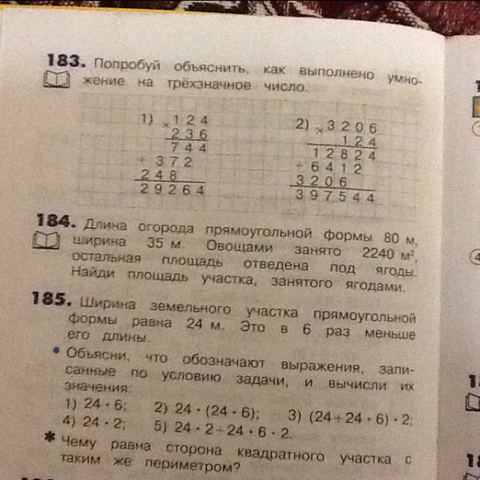 183. Попробуй объяснить, как выполнено умно-
жение на трёхзначное число.
1) × 124
236
744
+ 372
248
29264
2) × 3206
124
12824
+ 6412
3206
397544
184. Длина огорода прямоугольной формы 80 м,
ширина 35 м. Овощами занято 2240 м²,
остальная площадь отведена под ягоды.
Найди площадь участка, занятого ягодами.
185. Ширина земельного участка прямоугольной
формы равна 24 м. Это в 6 раз меньше
его длины.
• Объясни, что обозначают выражения, запи-
санные по условию задачи, и вычисли их
значения:
1) 24 · 6; 2) 24 · (24 · 6); 3) (24+24 · 6) · 2;
4) 24 · 2; 5) 24 · 2+24 · 6 · 2.
* Чему равна сторона квадратного участка с
таким же периметром?